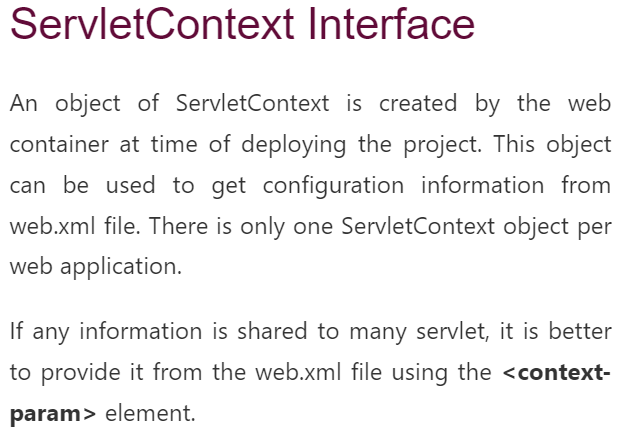 ServletContext Interface
An object of ServletContext is created by the web
container at time of deploying the project. This object
can be used to get configuration information from
web.xml file. There is only one ServletContext object per
web application.
If any information is shared to many servlet, it is better
to provide it from the web.xml file using the <context-
param> element.